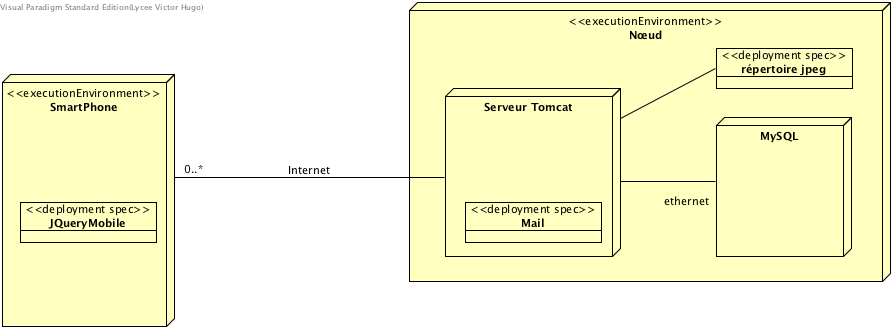 Visual Paradigm Standard Edition(Lycee Victor Hugo)
<<executionEnvironment>>
Nœud
<<deployment spec>>
répertoire jpeg
<<executionEnvironment>>
SmartPhone
Serveur Tomcat
MySQL
0..*
Internet
ethernet
<<deployment spec>>
JQueryMobile
<<deployment spec>>
Mail